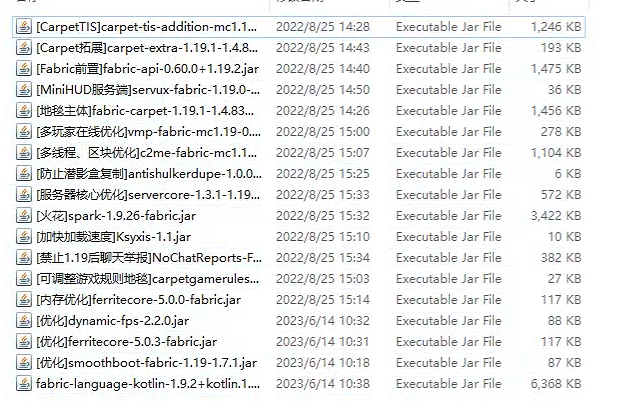 [CarpetTIS]carpet-tis-addition-mc1.1... 2022/8/25 14:28 Executable Jar File 1,246 KB
[Carpet拓展]carpet-extra-1.19.1-1.4.8... 2022/8/25 14:43 Executable Jar File 193 KB
[Fabric前置]fabric-api-0.60.0+1.19.2.jar 2022/8/25 14:40 Executable Jar File 1,475 KB
[MiniHUD服务端]servux-fabric-1.19.0-... 2022/8/25 14:50 Executable Jar File 36 KB
[地毯主体]fabric-carpet-1.19.1-1.4.83... 2022/8/25 14:26 Executable Jar File 1,456 KB
[多玩家在线优化]vmp-fabric-mc1.19-0.... 2022/8/25 15:00 Executable Jar File 278 KB
[多线程、区块优化]c2me-fabric-mc1.1... 2022/8/25 15:07 Executable Jar File 1,104 KB
[防止潜影盒复制]antishulkerdupe-1.0.0... 2022/8/25 15:25 Executable Jar File 6 KB
[服务器核心优化]servercore-1.3.1-1.19... 2022/8/25 15:33 Executable Jar File 572 KB
[火花]spark-1.9.26-fabric.jar 2022/8/25 15:32 Executable Jar File 3,422 KB
[加快加载速度]Ksyxis-1.1.jar 2022/8/25 15:10 Executable Jar File 10 KB
[禁止1.19后聊天举报]NoChatReports-F... 2022/8/25 15:34 Executable Jar File 382 KB
[可调整游戏规则地毯]carpetgamerules... 2022/8/25 15:03 Executable Jar File 27 KB
[内存优化]ferritecore-5.0.0-fabric.jar 2022/8/25 15:14 Executable Jar File 117 KB
[优化]dynamic-fps-2.2.0.jar 2023/6/14 10:32 Executable Jar File 88 KB
[优化]ferritecore-5.0.3-fabric.jar 2023/6/14 10:31 Executable Jar File 117 KB
[优化]smoothboot-fabric-1.19-1.7.1.jar 2023/6/14 10:18 Executable Jar File 87 KB
fabric-language-kotlin-1.9.2+kotlin.1.... 2023/6/14 10:38 Executable Jar File 6,368 KB